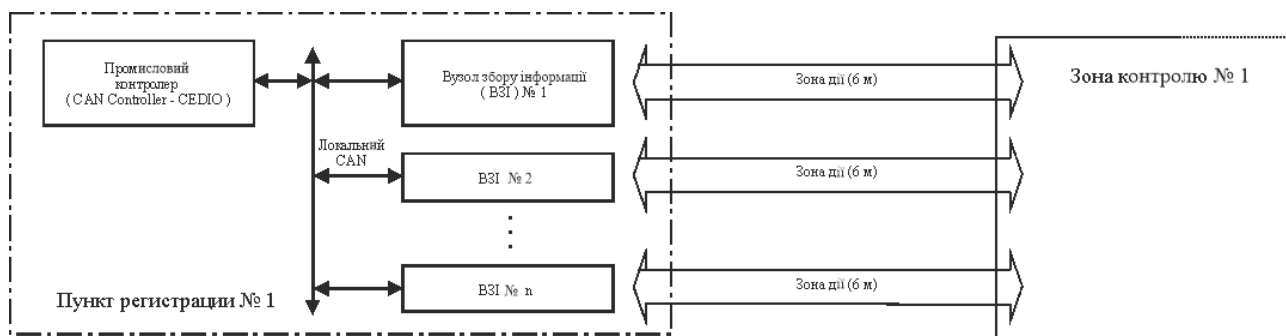 Промисловий
контролер
( CAN Controller - CEDIO )
Вузол збору інформації
( ВЗІ ) № 1
Зона дії (6 м)
Зона контролю № 1
Локальний
CAN
ВЗІ № 2
Зона дії (6 м)
ВЗІ № n
Зона дії (6 м)
Пункт регистрации № 1